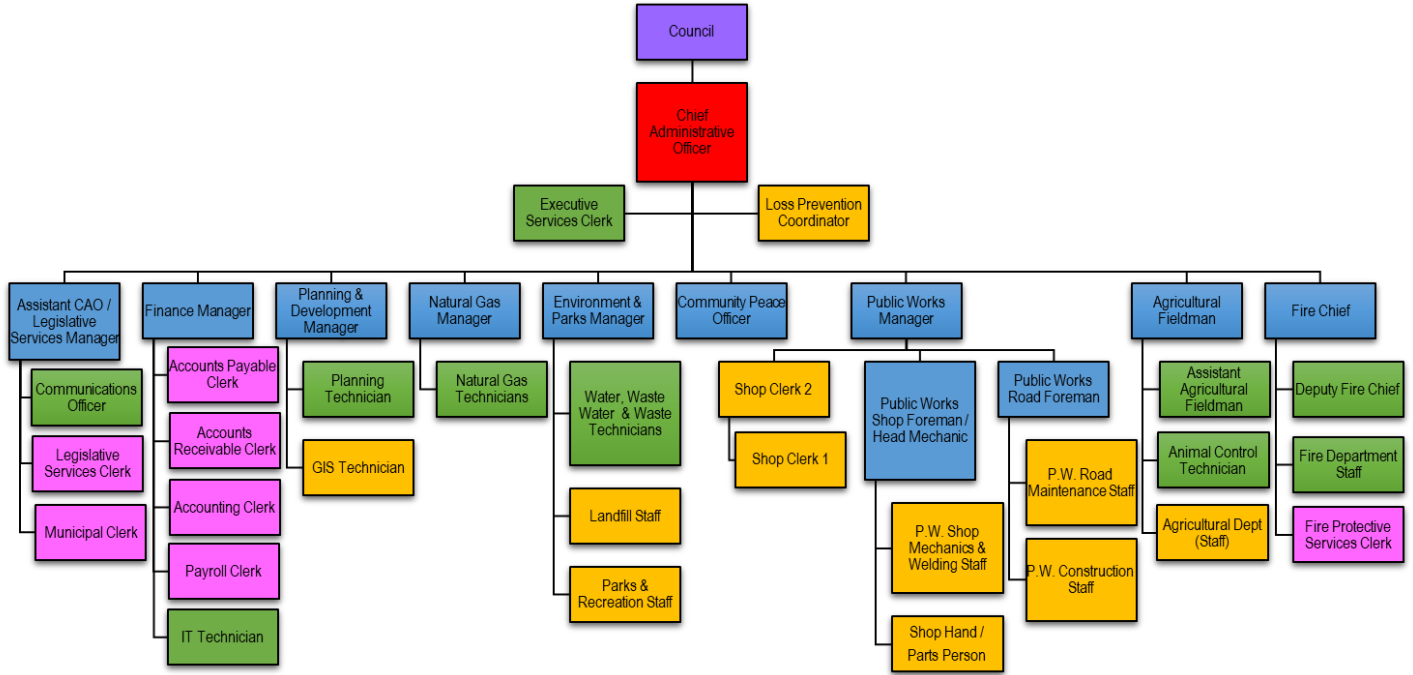 Council
Chief
Administrative
Officer
Executive
Services Clerk
Loss Prevention
Coordinator
Assistant CAO /
Legislative
Services Manager
Finance Manager
Planning &
Development
Manager
Natural Gas
Manager
Environment &
Parks Manager
Community Peace
Officer
Public Works
Manager
Agricultural
Fieldman
Fire Chief
Communications
Officer
Legislative
Services Clerk
Municipal Clerk
Accounts Payable
Clerk
Accounts
Receivable Clerk
Accounting Clerk
Payroll Clerk
IT Technician
Planning
Technician
GIS Technician
Natural Gas
Technicians
Water, Waste
Water & Waste
Technicians
Landfill Staff
Parks &
Recreation Staff
Shop Clerk 2
Shop Clerk 1
Public Works
Shop Foreman /
Head Mechanic
P.W. Shop
Mechanics &
Welding Staff
Shop Hand /
Parts Person
Public Works
Road Foreman
P.W. Road
Maintenance Staff
P.W. Construction
Staff
Assistant
Agricultural
Fieldman
Animal Control
Technician
Agricultural Dept
(Staff)
Deputy Fire Chief
Fire Department
Staff
Fire Protective
Services Clerk